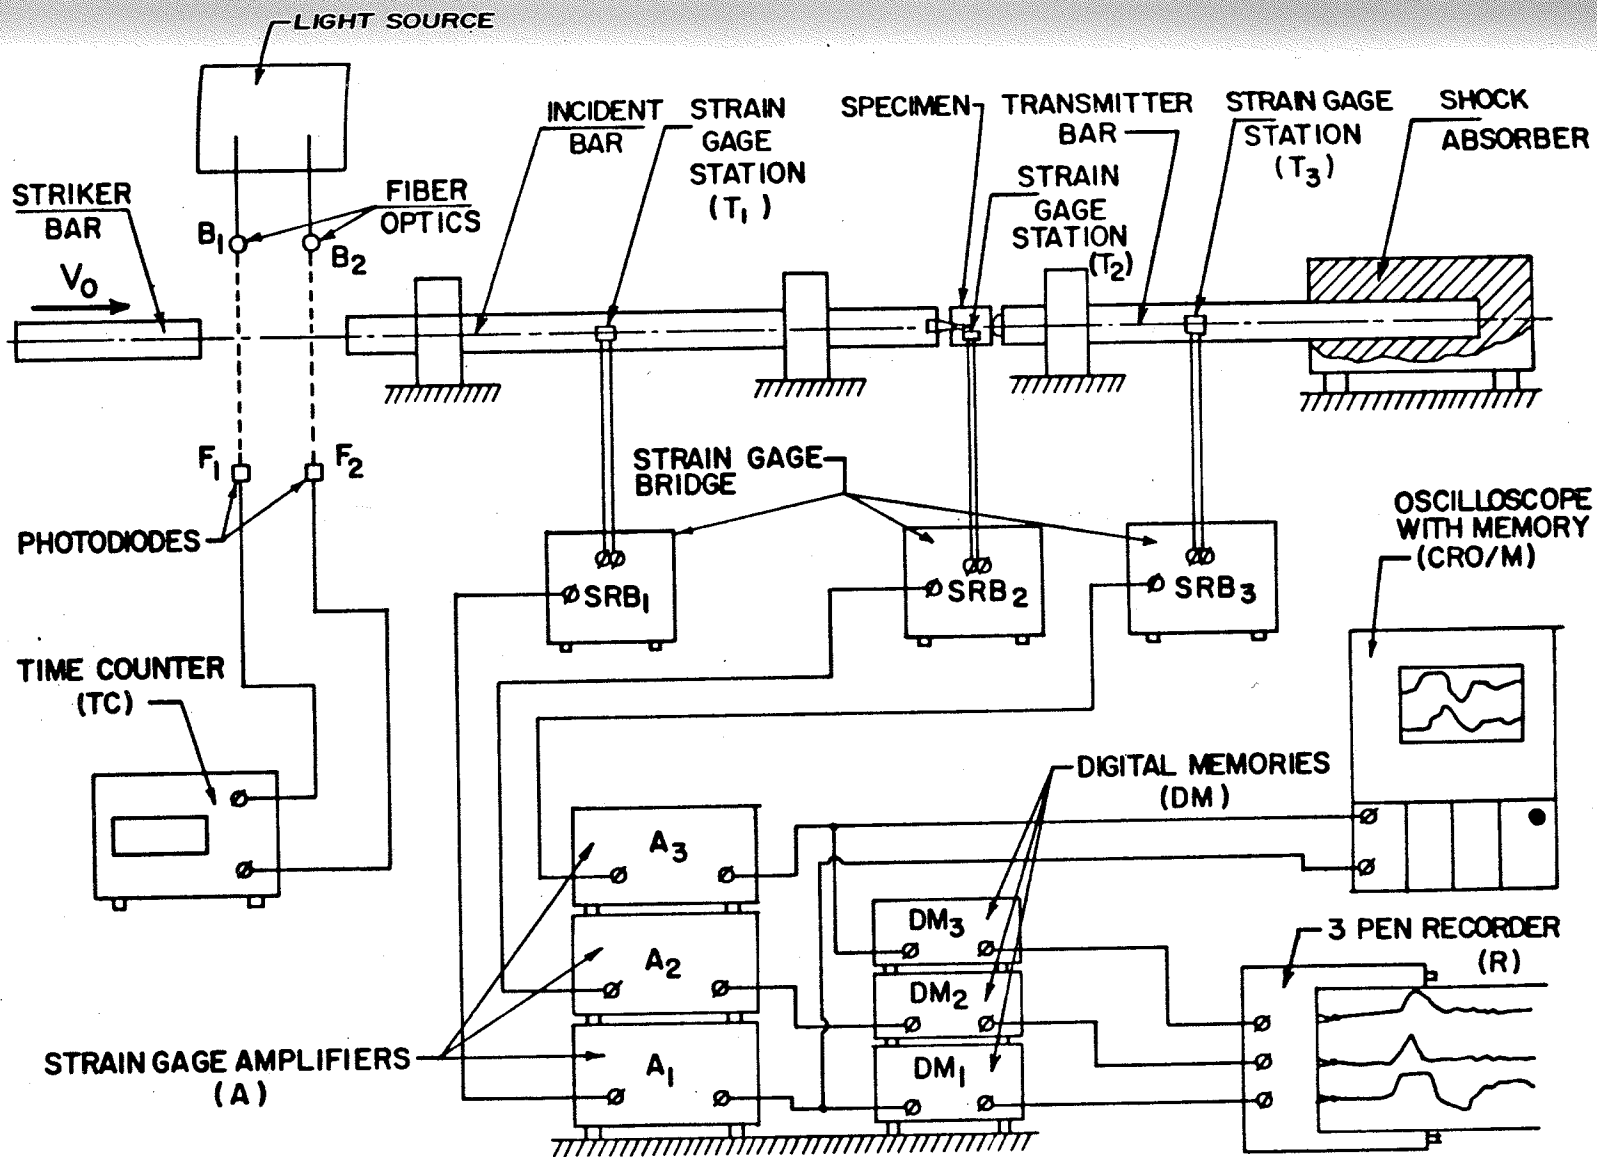 LIGHT SOURCE
STRIKER
BAR
V₀
B₁
B₂
FIBER
OPTICS
INCIDENT
BAR
STRAIN
GAGE
STATION
(T₁)
SPECIMEN
TRANSMITTER
BAR
STRAIN
GAGE
STATION
(T₂)
STRAIN GAGE
STATION
(T₃)
SHOCK
ABSORBER
F₁
F₂
PHOTODIODES
STRAIN GAGE
BRIDGE
SRB₁
SRB₂
SRB₃
OSCILLOSCOPE
WITH MEMORY
(CRO/M)
TIME COUNTER
(TC)
DIGITAL MEMORIES
(DM)
A₃
A₂
A₁
DM₃
DM₂
DM₁
STRAIN GAGE AMPLIFIERS
(A)
3 PEN RECORDER
(R)